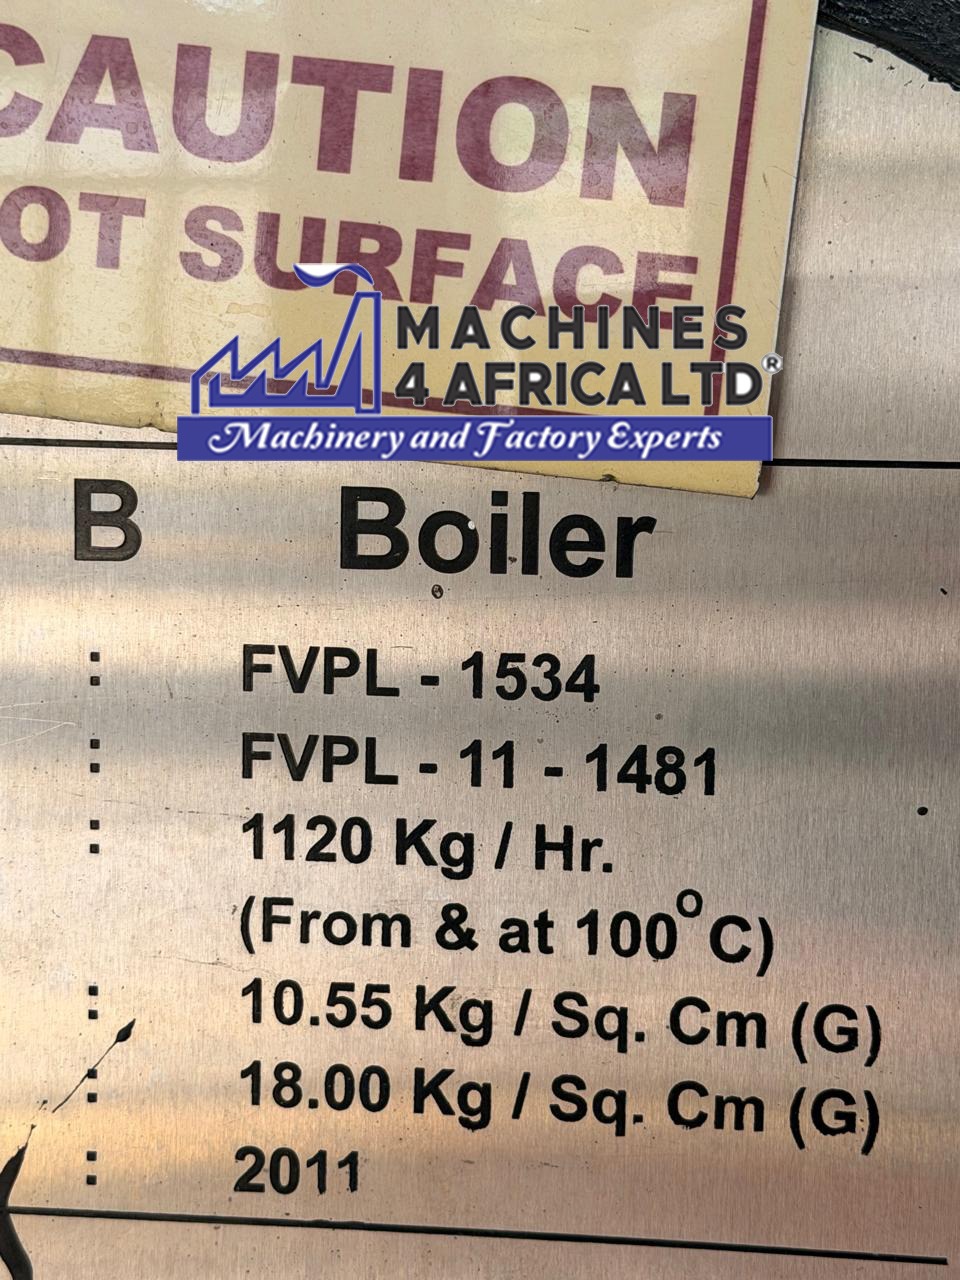 CAUTION
OT SURFACE
MACHINES
4 AFRICA LTD®
Machinery and Factory Experts
B Boiler
: FVPL - 1534
: FVPL - 11 - 1481
: 1120 Kg / Hr.
(From & at 100°C)
: 10.55 Kg / Sq. Cm (G)
: 18.00 Kg / Sq. Cm (G)
: 2011